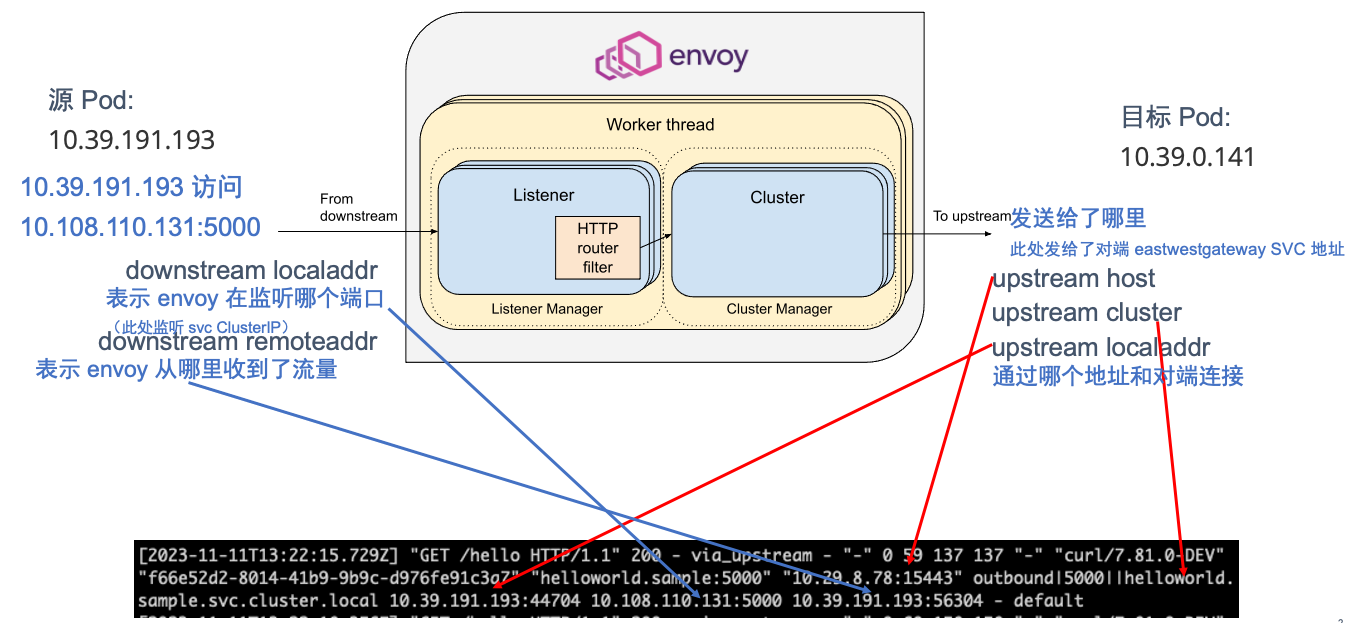 envoy
源 Pod:
10.39.191.193
10.39.191.193 访问
10.108.110.131:5000
From
downstream
downstream localaddr
表示 envoy 在监听哪个端口
（此处监听 svc ClusterIP）
downstream remoteaddr
表示 envoy 从哪里收到了流量
Worker thread
Listener
HTTP
router
filter
Listener Manager
Cluster
Cluster Manager
目标 Pod:
10.39.0.141
To upstream
发送给了哪里
此处发给了对端 eastwestgateway SVC 地址
upstream host
upstream cluster
upstream localaddr
通过哪个地址和对端连接
[2023-11-11T13:22:15.729Z] "GET /hello HTTP/1.1" 200 - via_upstream - "-" 0 59 137 137 "-" "curl/7.81.0-DEV"
"f66e52d2-8014-41b9-9b9c-d976fe91c3a7" "helloworld.sample:5000" "10.29.8.78:15443" outbound|5000||helloworld.
sample.svc.cluster.local 10.39.191.193:44704 10.108.110.131:5000 10.39.191.193:56304 - default